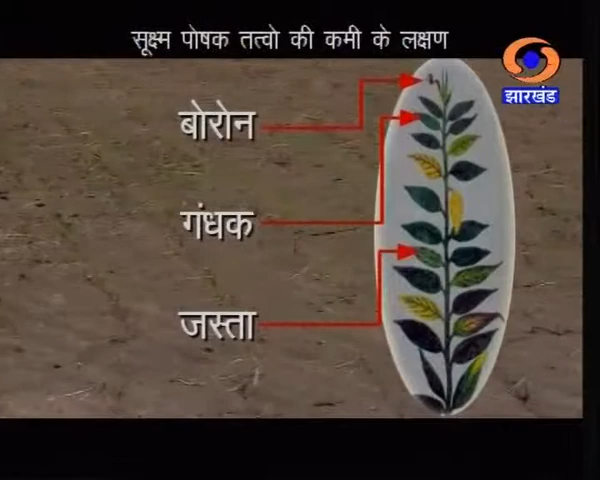 सूक्ष्म पोषक तत्वो की कमी के लक्षण
झारखंड
बोरोन
गंधक
जस्ता